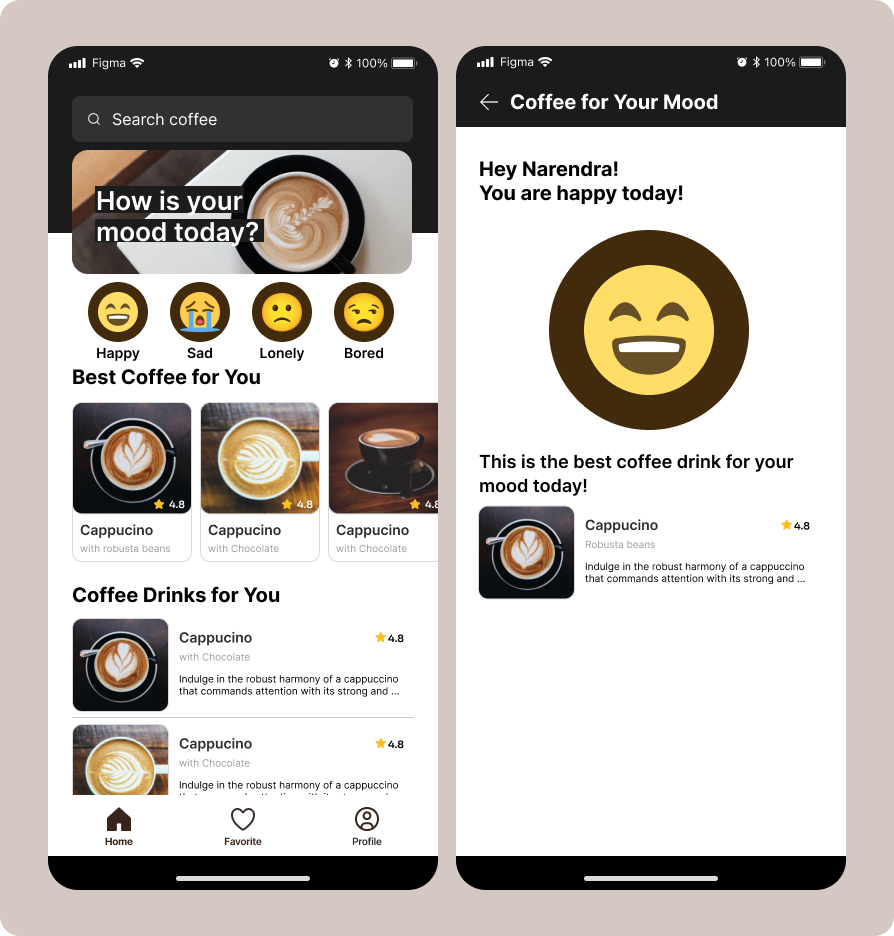 Figma 100%
Search coffee
How is your
mood today?
Happy Sad Lonely Bored
Best Coffee for You
4.8 4.8 4.8
Cappucino Cappucino Cappucino
with robusta beans with Chocolate with Chocolate
Coffee Drinks for You
Cappucino 4.8
with Chocolate
Indulge in the robust harmony of a cappuccino
that commands attention with its strong and ...
Cappucino 4.8
with Chocolate
Indulge in the robust harmony of a cappuccino
Home Favorite Profile
Figma 100%
Coffee for Your Mood
Hey Narendra!
You are happy today!
This is the best coffee drink for your
mood today!
Cappucino 4.8
Robusta beans
Indulge in the robust harmony of a cappuccino
that commands attention with its strong and ...